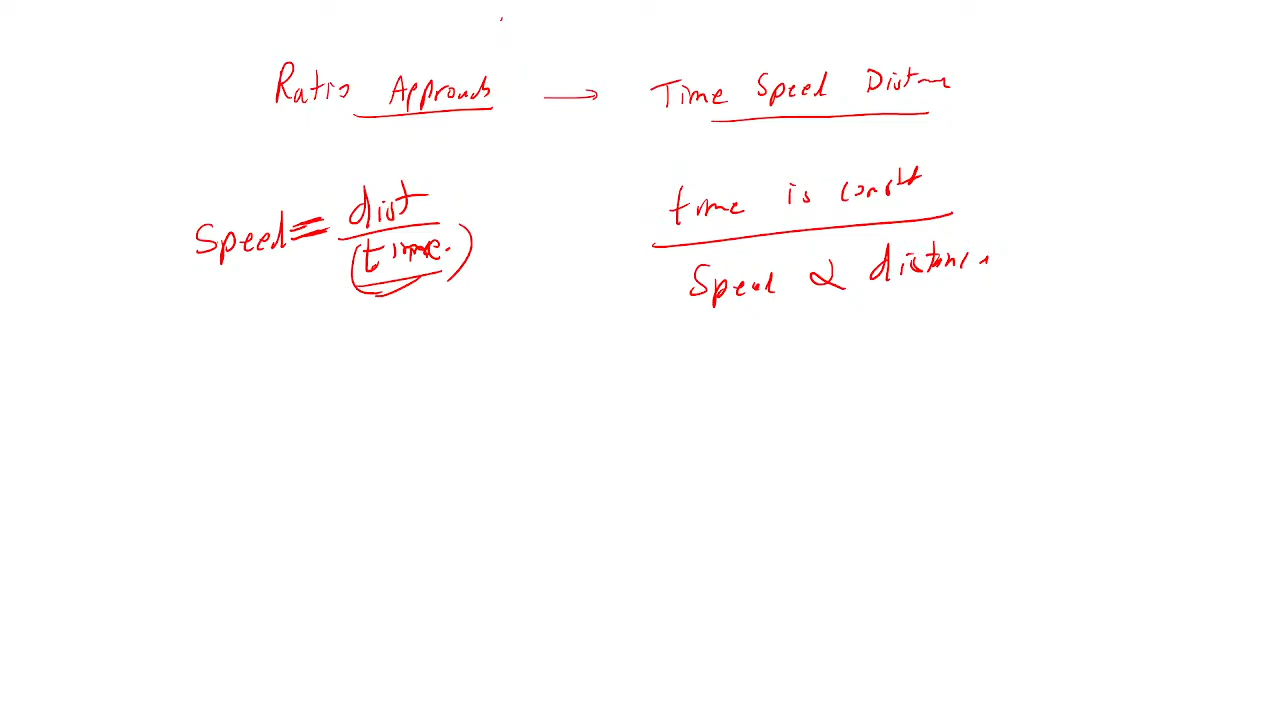 Ratio Approach → Time Speed Distance
Speed = dist / (time.)
time is const
Speed α distance